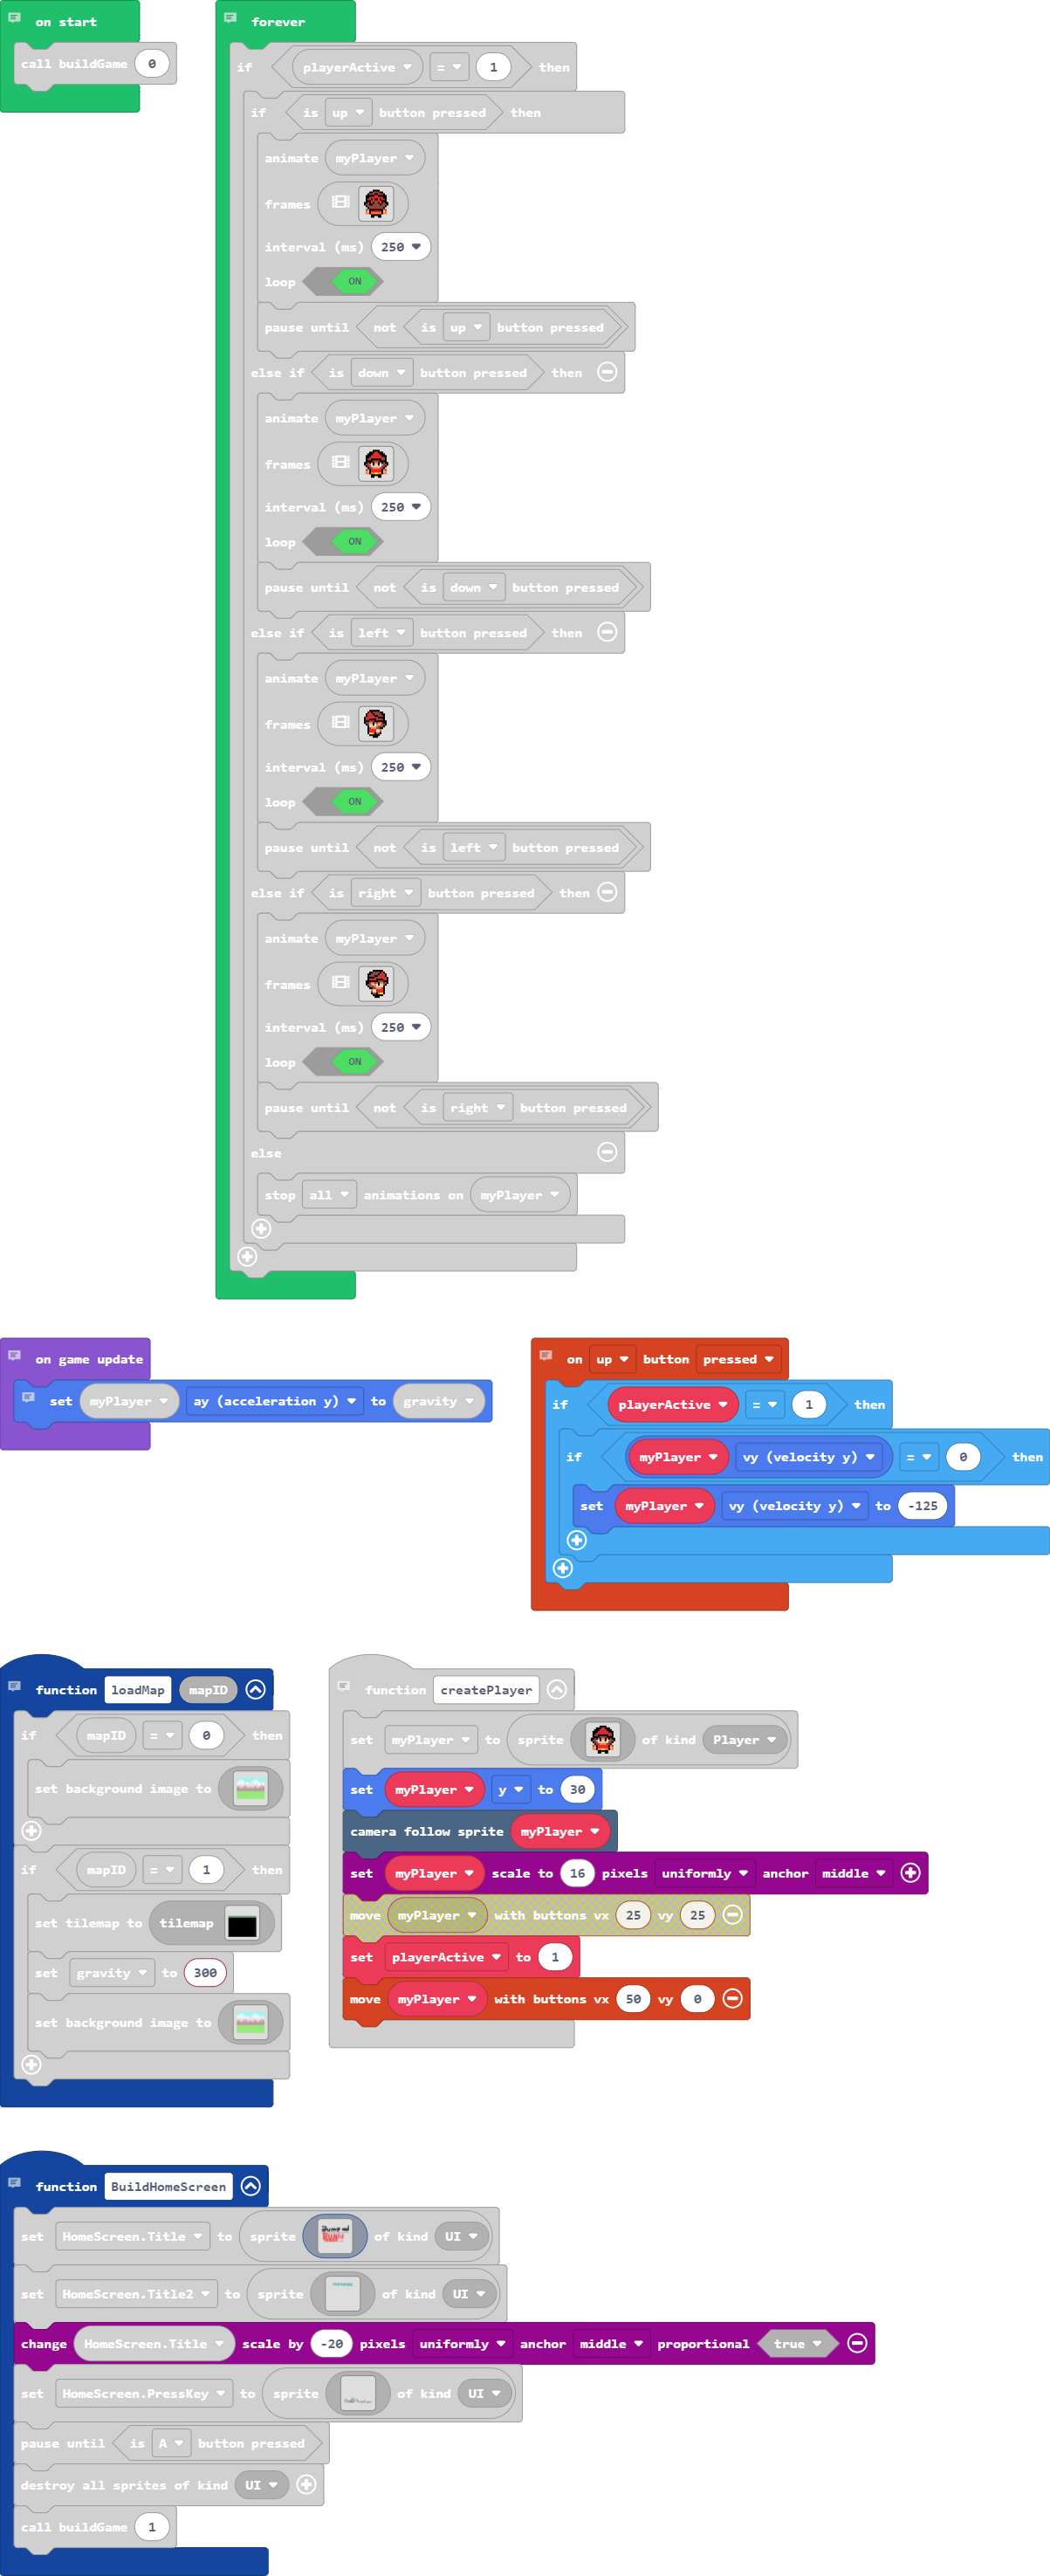 on start
call buildGame 0
forever
if playerActive = 1 then
if is up button pressed then
animate myPlayer
frames
interval (ms) 250
loop ON
pause until not is up button pressed
else if is down button pressed then
animate myPlayer
frames
interval (ms) 250
loop ON
pause until not is down button pressed
else if is left button pressed then
animate myPlayer
frames
interval (ms) 250
loop ON
pause until not is left button pressed
else if is right button pressed then
animate myPlayer
frames
interval (ms) 250
loop ON
pause until not is right button pressed
else
stop all animations on myPlayer
on game update
set myPlayer ay (acceleration y) to gravity
on up button pressed
if playerActive = 1 then
if myPlayer vy (velocity y) = 0 then
set myPlayer vy (velocity y) to -125
function loadMap mapID
if mapID = 0 then
set background image to
if mapID = 1 then
set tilemap to tilemap
set gravity to 300
set background image to
function createPlayer
set myPlayer to sprite of kind Player
set myPlayer y to 30
camera follow sprite myPlayer
set myPlayer scale to 16 pixels uniformly anchor middle
move myPlayer with buttons vx 25 vy 25
set playerActive to 1
move myPlayer with buttons vx 50 vy 0
function BuildHomeScreen
set HomeScreen.Title to sprite of kind UI
set HomeScreen.Title2 to sprite of kind UI
change HomeScreen.Title scale by -20 pixels uniformly anchor middle proportional true
set HomeScreen.PressKey to sprite of kind UI
pause until is A button pressed
destroy all sprites of kind UI
call buildGame 1